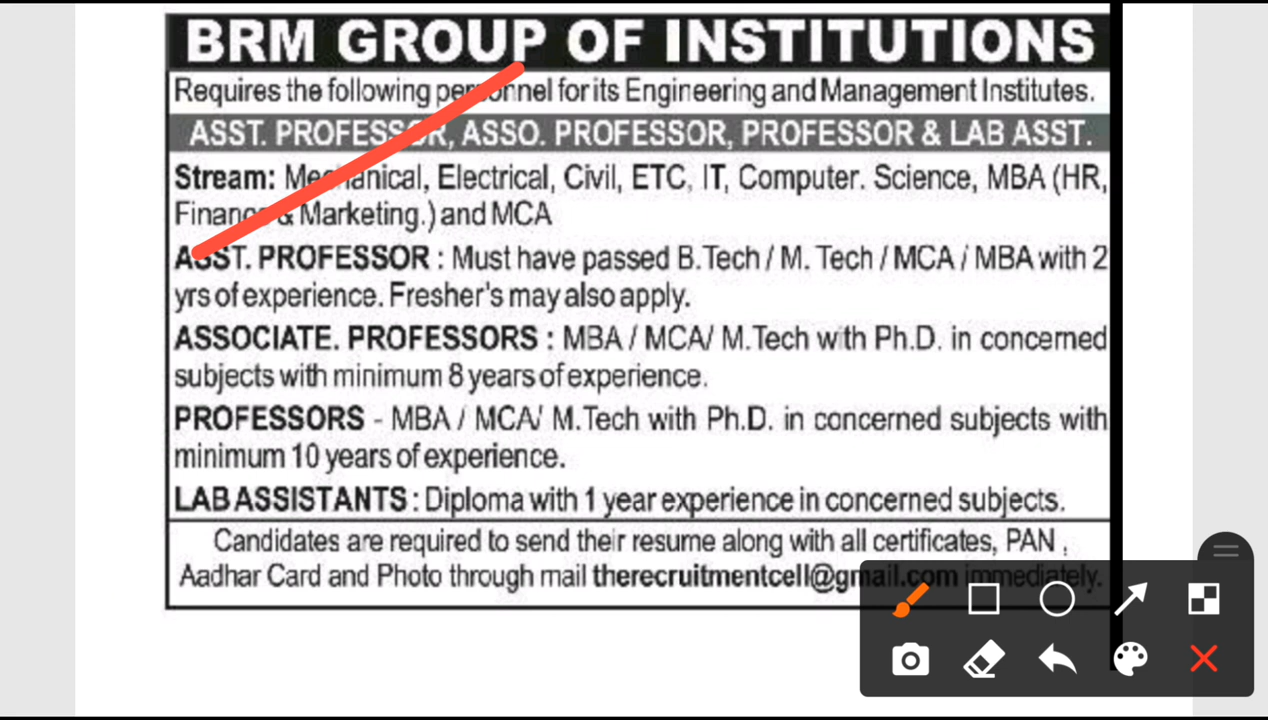 BRM GROUP OF INSTITUTIONS
Requires the following personnel for its Engineering and Management Institutes.
ASST. PROFESSOR, ASSO. PROFESSOR, PROFESSOR & LAB ASST.
Stream: Mechanical, Electrical, Civil, ETC, IT, Computer. Science, MBA (HR,
Finance & Marketing.) and MCA
ASST. PROFESSOR : Must have passed B.Tech / M. Tech / MCA / MBA with 2
yrs of experience. Fresher's may also apply.
ASSOCIATE. PROFESSORS : MBA / MCA/ M.Tech with Ph.D. in concerned
subjects with minimum 8 years of experience.
PROFESSORS - MBA / MCA/ M.Tech with Ph.D. in concerned subjects with
minimum 10 years of experience.
LAB ASSISTANTS : Diploma with 1 year experience in concerned subjects.
Candidates are required to send their resume along with all certificates, PAN ,
Aadhar Card and Photo through mail therecruitmentcell@gmail.com immediately.